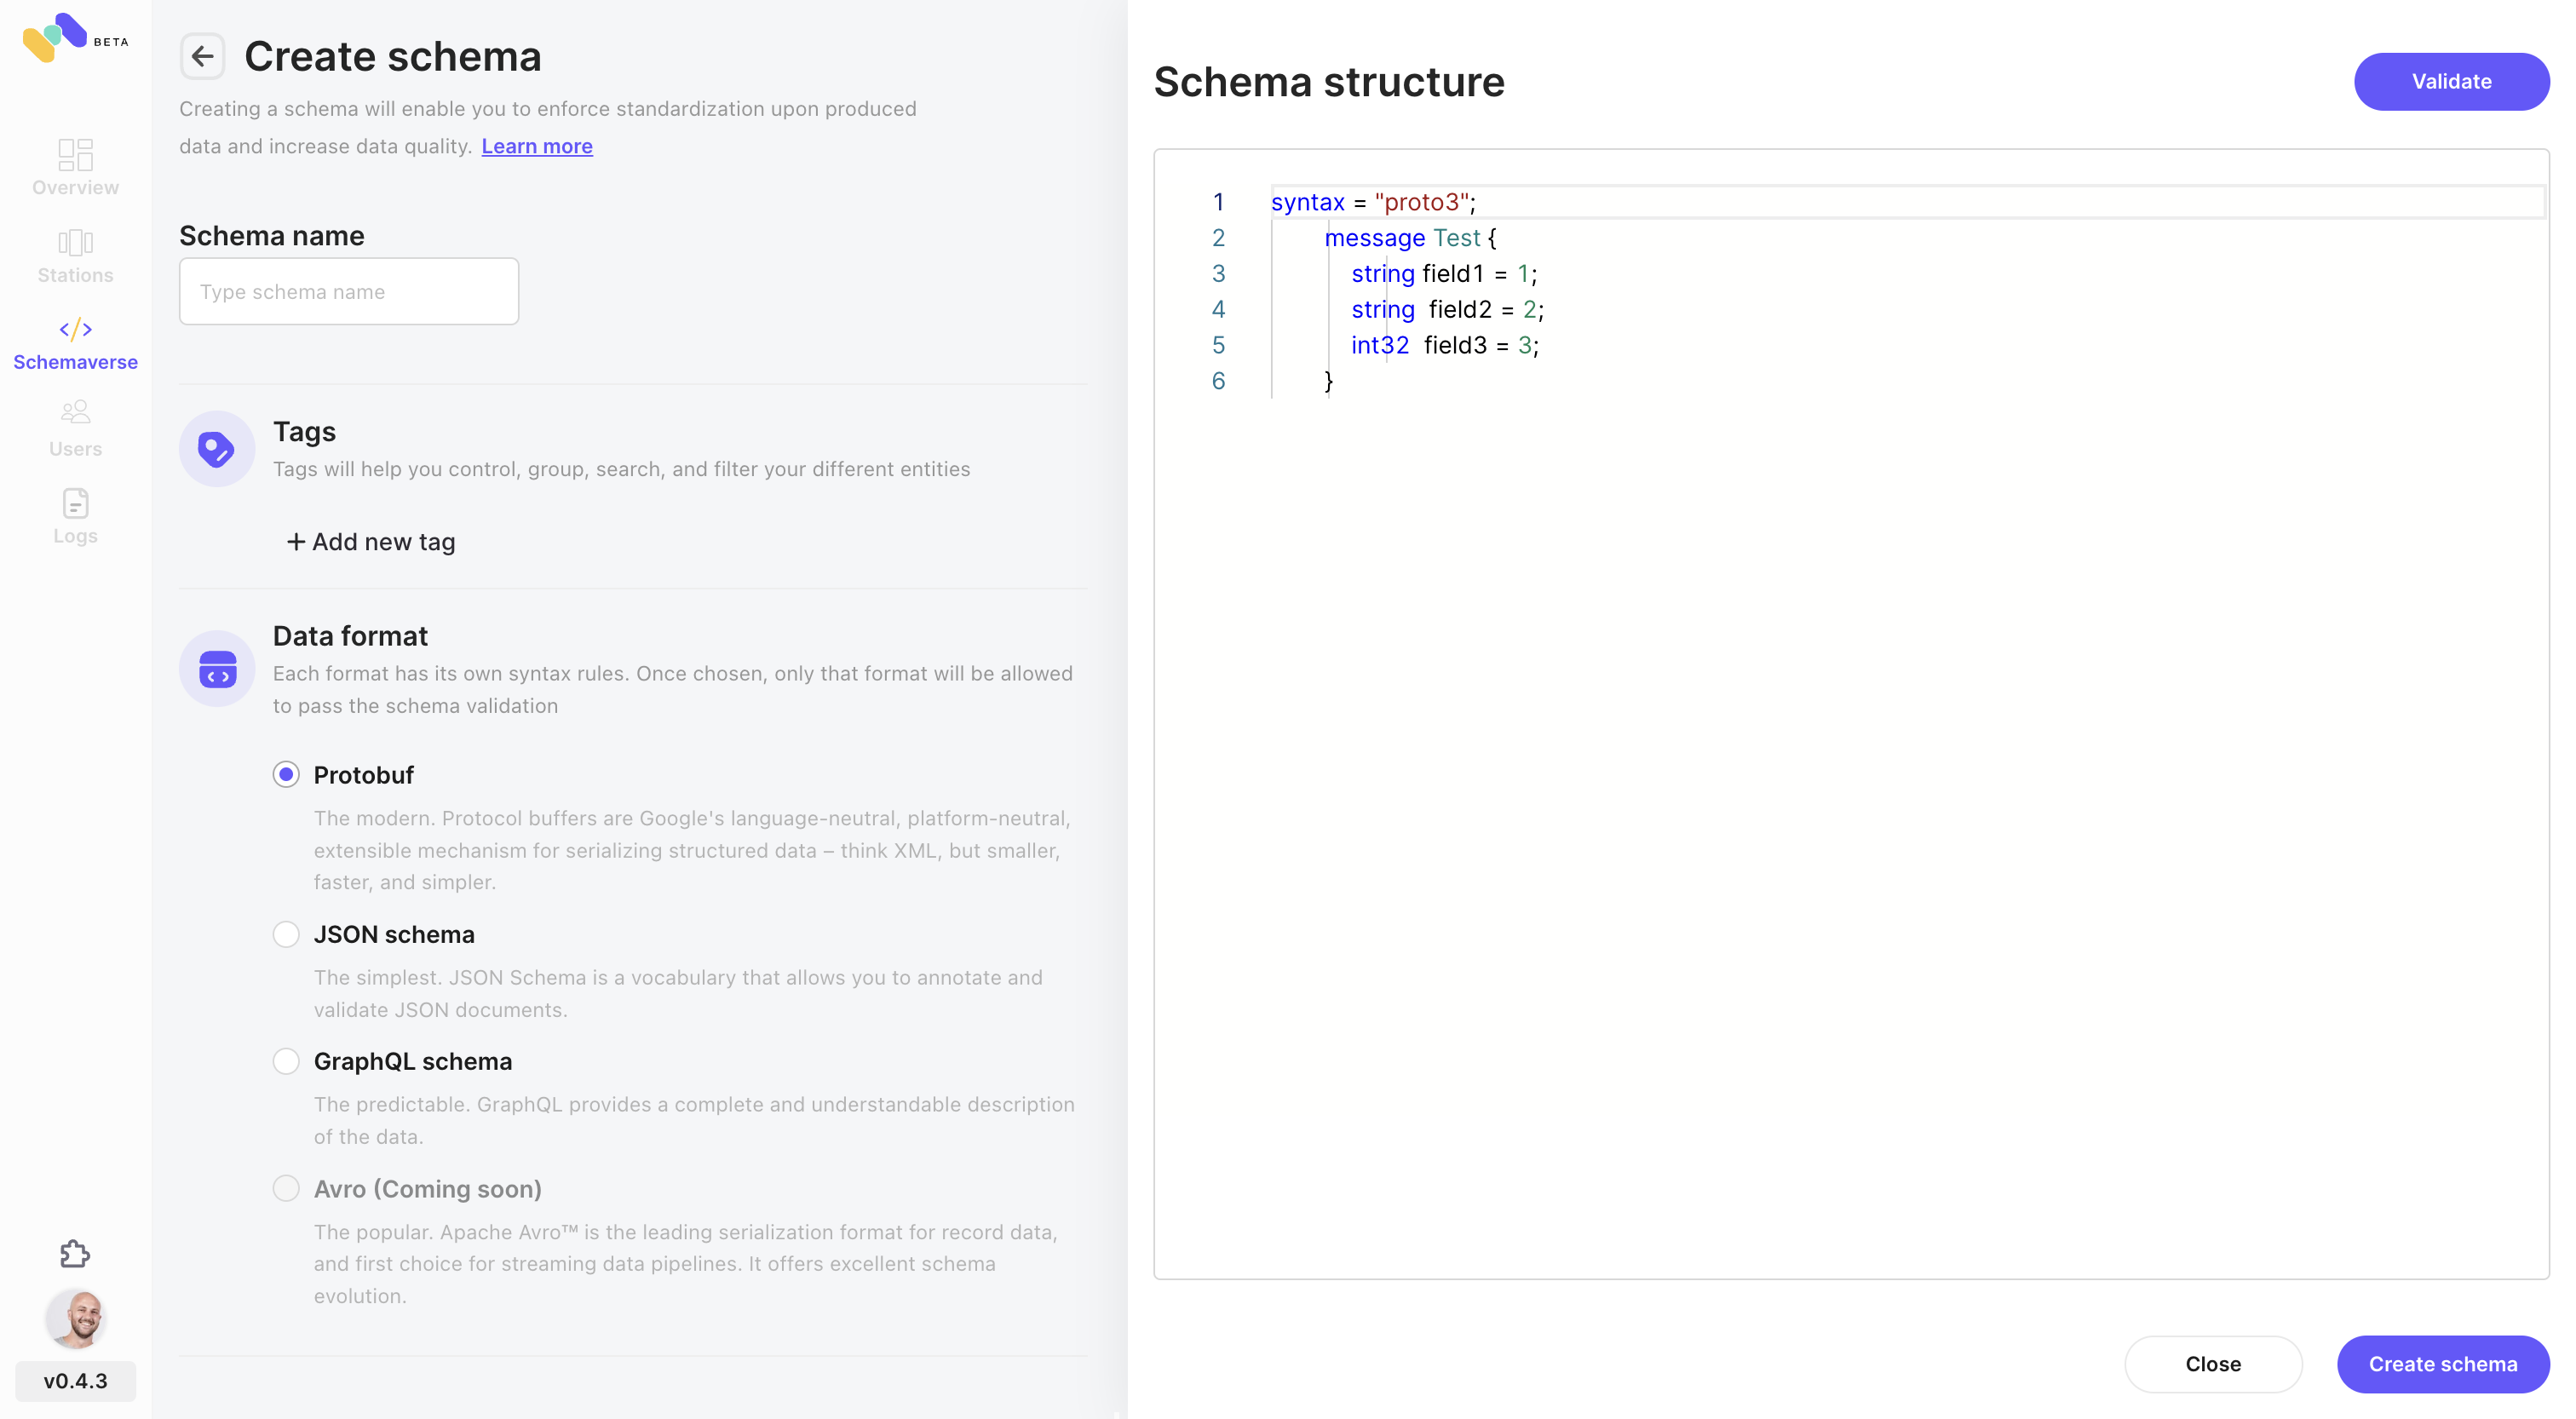 BETA
Overview
Stations
Schemaverse
Users
Logs
v0.4.3
Create schema
Creating a schema will enable you to enforce standardization upon produced
data and increase data quality. Learn more
Schema name
Type schema name
Tags
Tags will help you control, group, search, and filter your different entities
+ Add new tag
Data format
Each format has its own syntax rules. Once chosen, only that format will be allowed
to pass the schema validation
Protobuf
The modern. Protocol buffers are Google's language-neutral, platform-neutral,
extensible mechanism for serializing structured data – think XML, but smaller,
faster, and simpler.
JSON schema
The simplest. JSON Schema is a vocabulary that allows you to annotate and
validate JSON documents.
GraphQL schema
The predictable. GraphQL provides a complete and understandable description
of the data.
Avro (Coming soon)
The popular. Apache Avro™ is the leading serialization format for record data,
and first choice for streaming data pipelines. It offers excellent schema
evolution.
Schema structure
Validate
1 syntax = "proto3";
2 message Test {
3 string field1 = 1;
4 string  field2 = 2;
5 int32  field3 = 3;
6 }
Close
Create schema